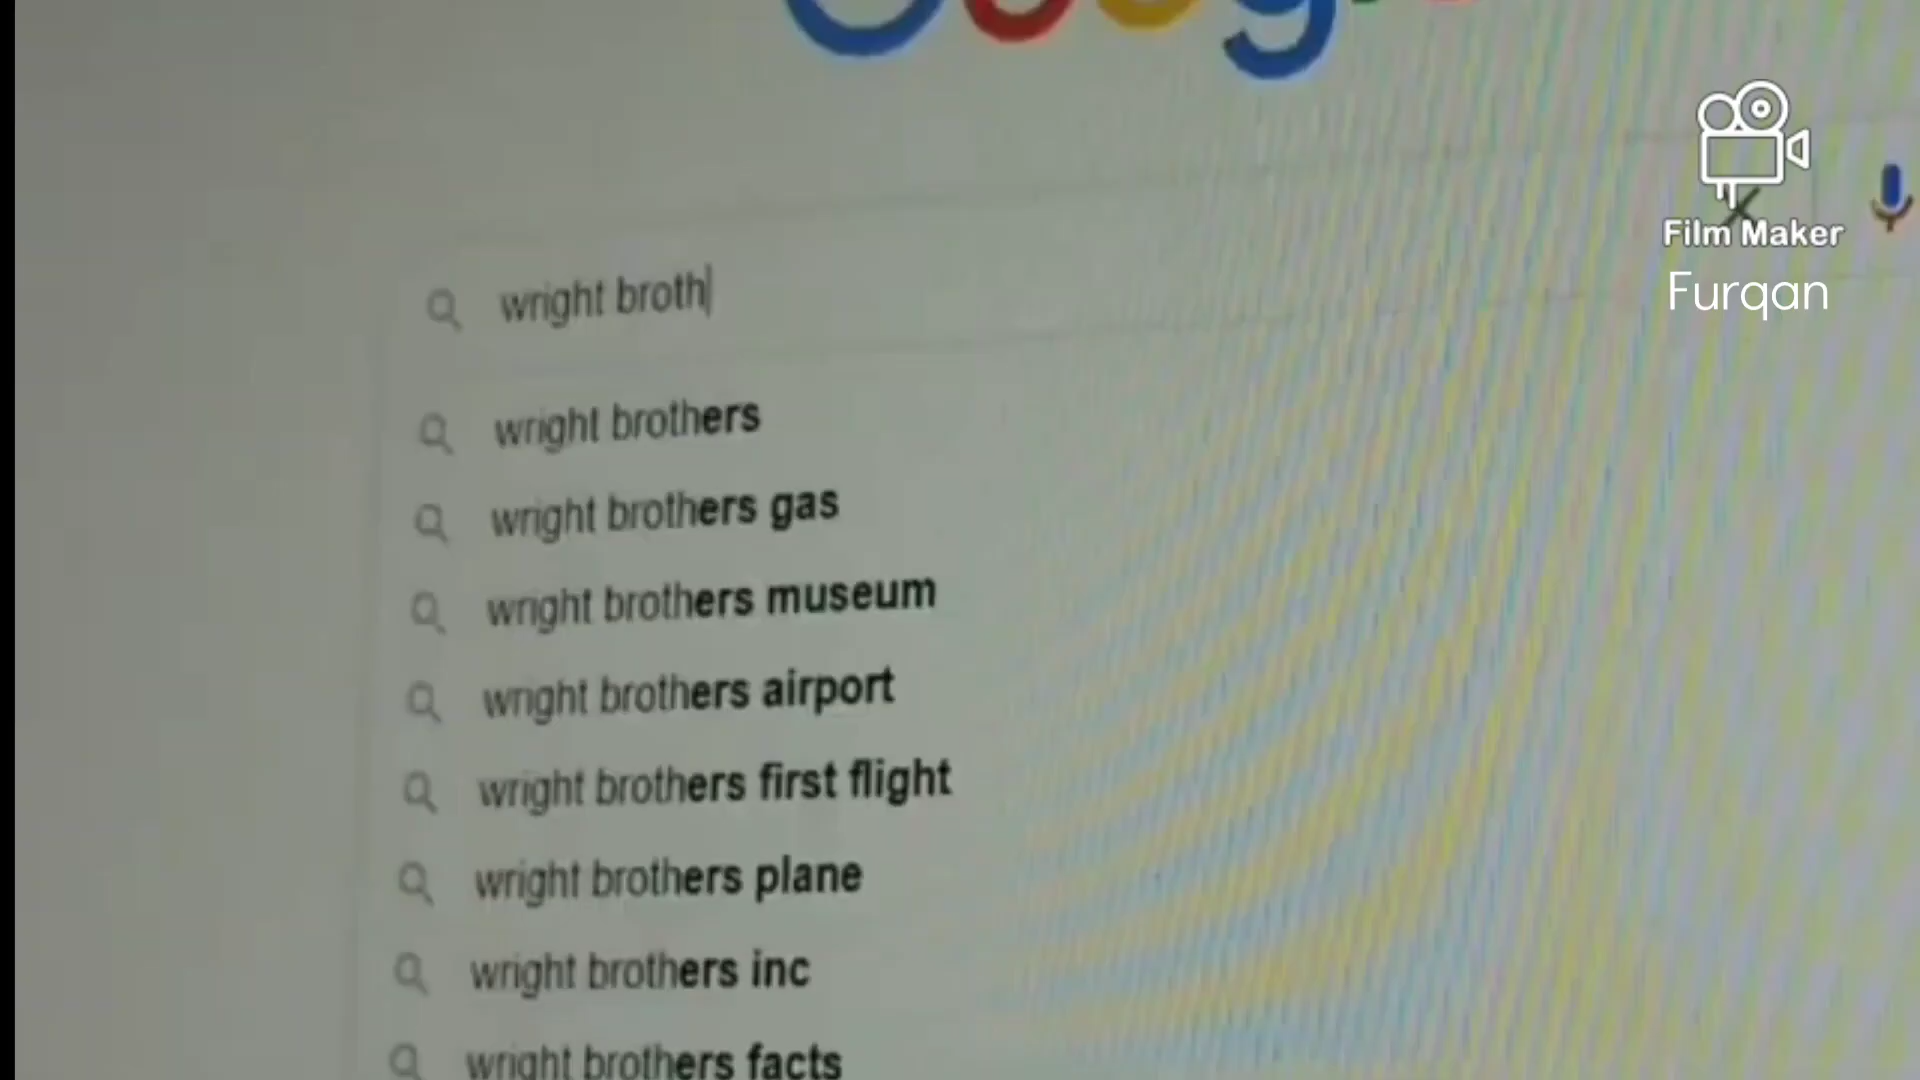 Google
Film Maker
Furqan
wright broth
wright brothers
wright brothers gas
wright brothers museum
wright brothers airport
wright brothers first flight
wright brothers plane
wright brothers inc
wright brothers facts